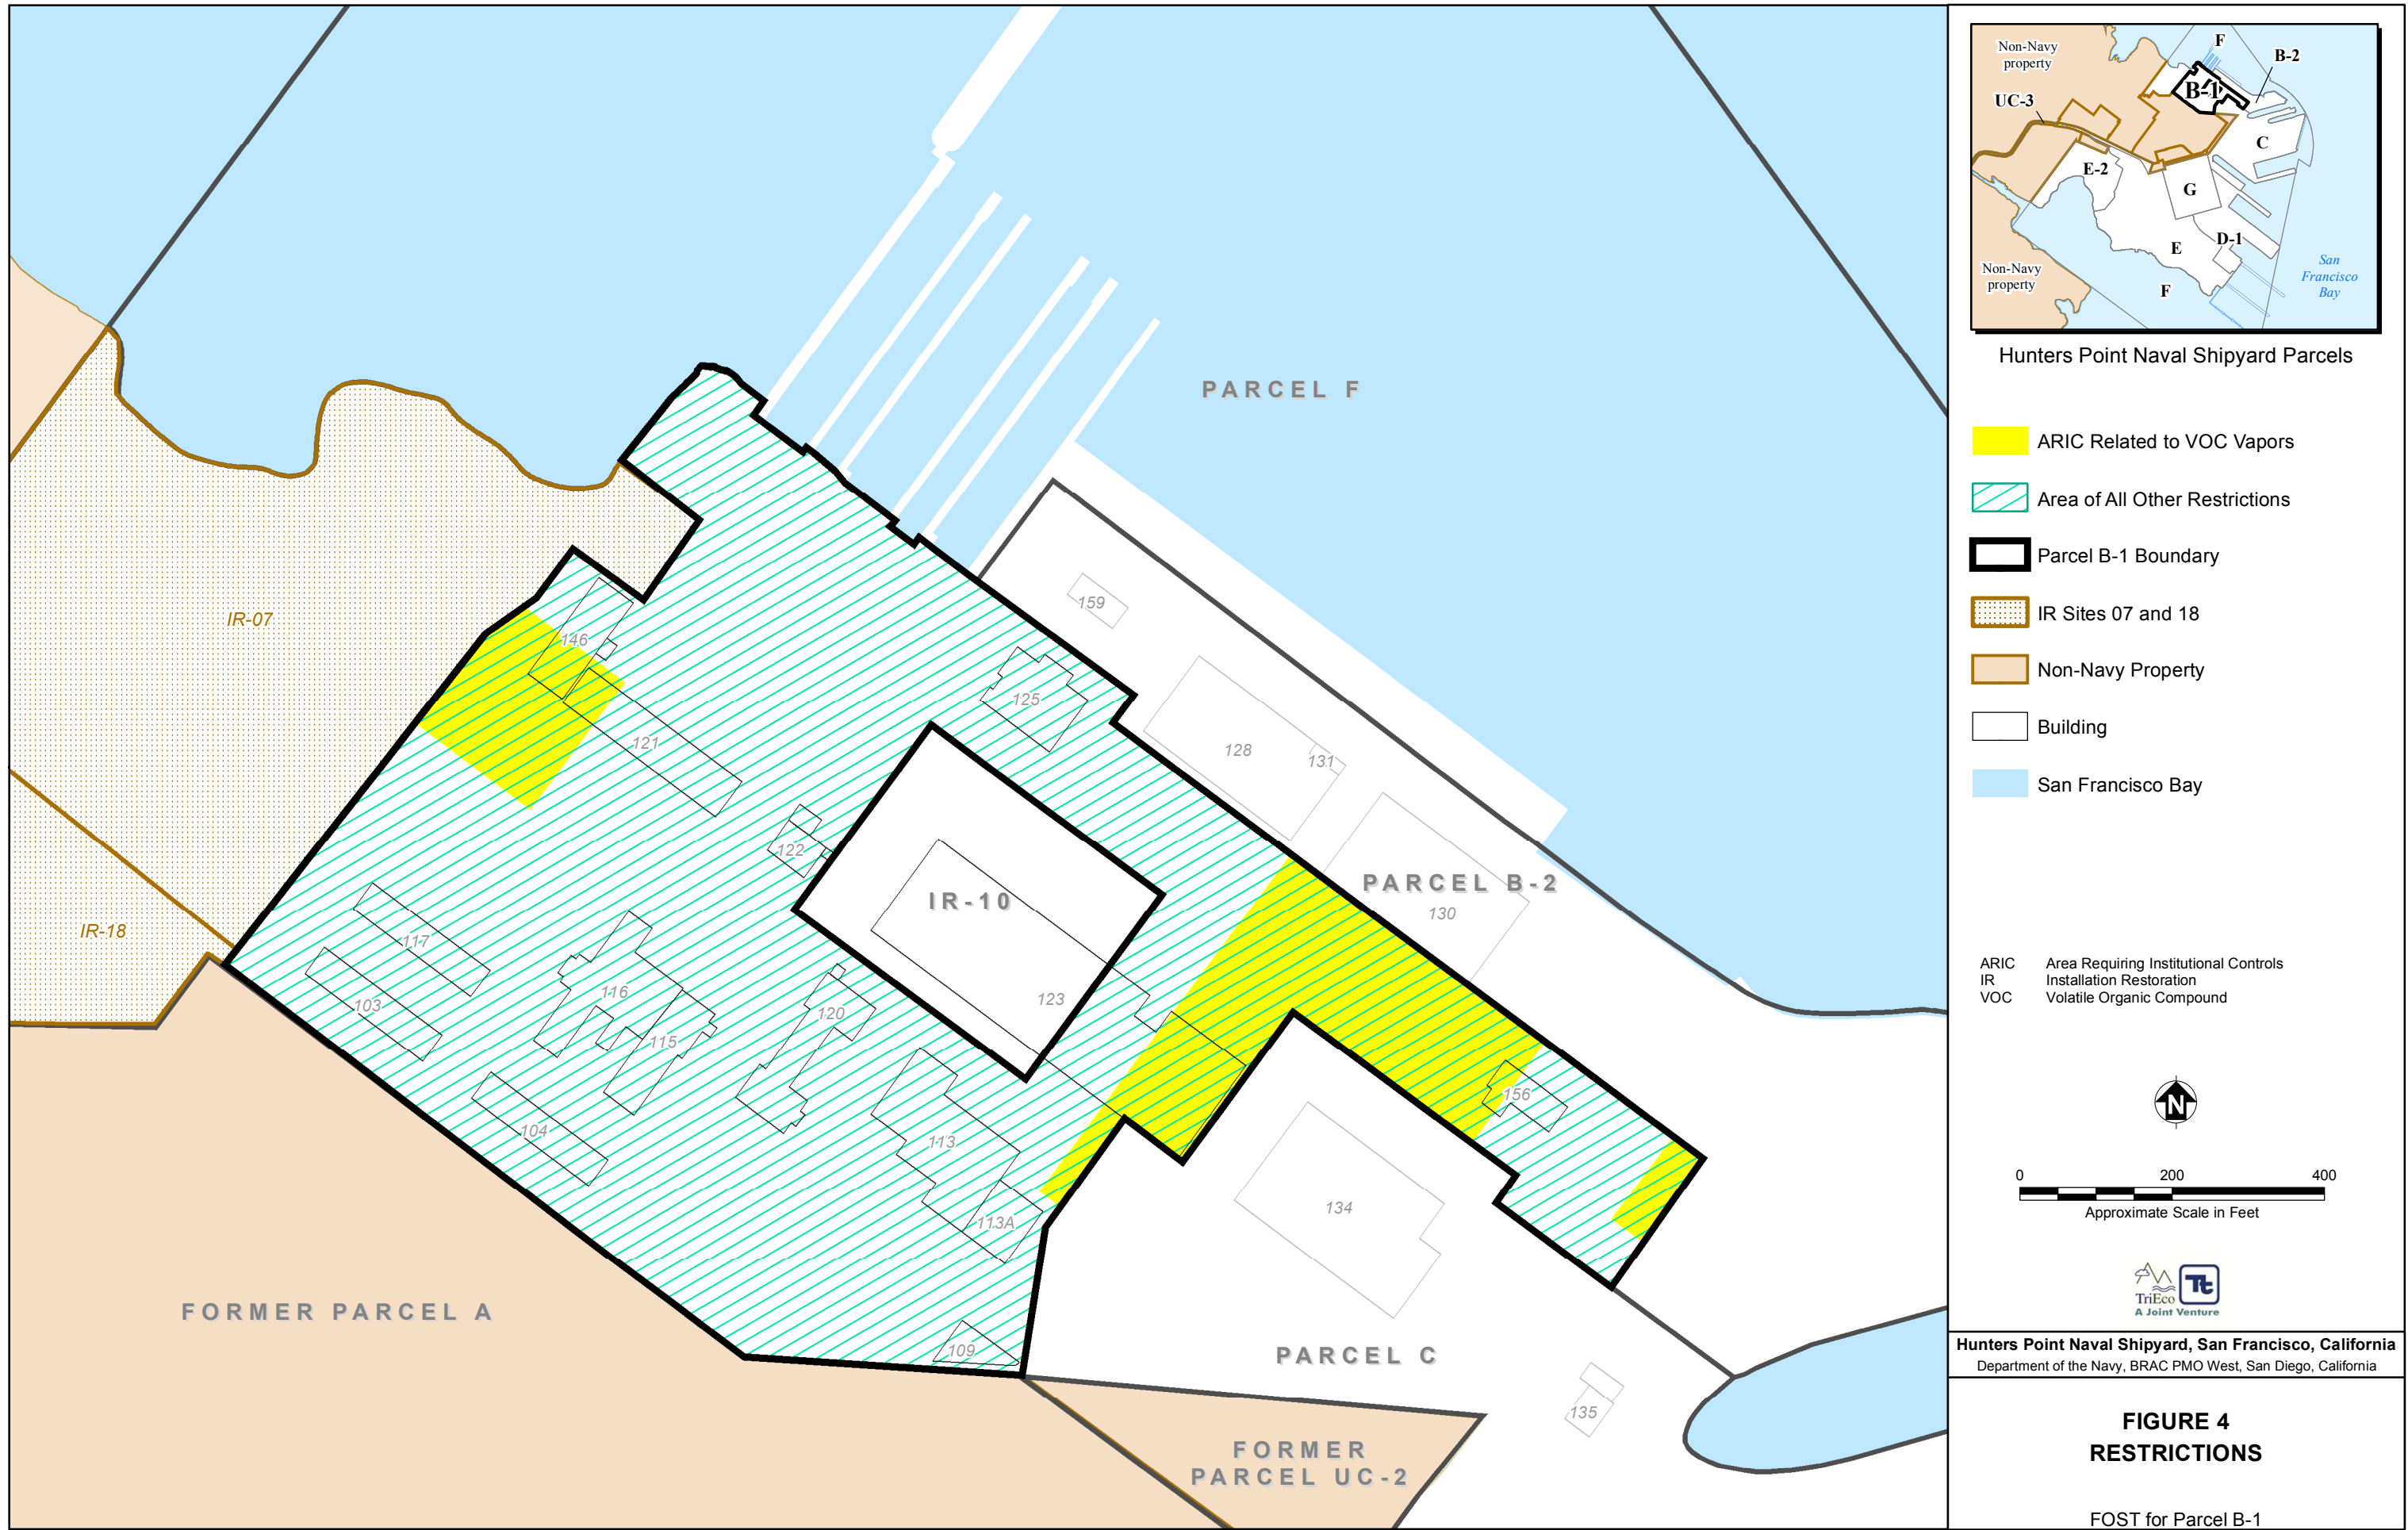 PARCEL F
IR-07
146
159
125
121
128
131
122
IR-10
PARCEL B-2
130
IR-18
117
103
116
115
120
123
104
113
113A
156
134
109
FORMER PARCEL A
PARCEL C
135
FORMER
PARCEL UC-2
Non-Navy
property
F
B-2
B-1
UC-3
C
E-2
G
D-1
E
Non-Navy
property
F
San
Francisco
Bay
Hunters Point Naval Shipyard Parcels
ARIC Related to VOC Vapors
Area of All Other Restrictions
Parcel B-1 Boundary
IR Sites 07 and 18
Non-Navy Property
Building
San Francisco Bay
ARIC Area Requiring Institutional Controls
IR Installation Restoration
VOC Volatile Organic Compound
N
0 200 400
Approximate Scale in Feet
TriEco Tt
A Joint Venture
Hunters Point Naval Shipyard, San Francisco, California
Department of the Navy, BRAC PMO West, San Diego, California
FIGURE 4
RESTRICTIONS
FOST for Parcel B-1